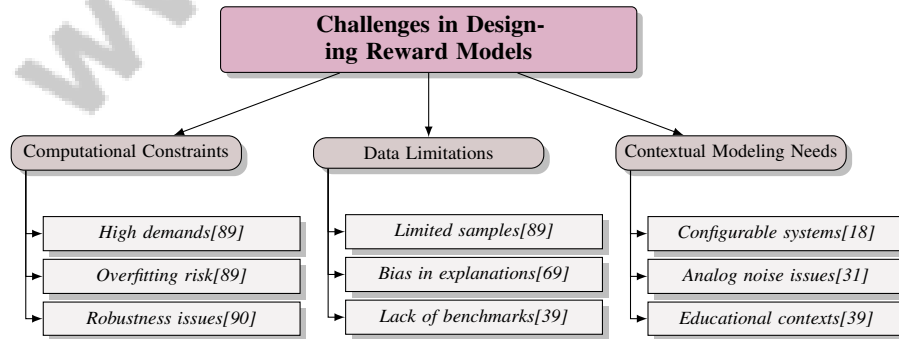 Challenges in Design-
ing Reward Models
Computational Constraints
Data Limitations
Contextual Modeling Needs
High demands[89]
Overfitting risk[89]
Robustness issues[90]
Limited samples[89]
Bias in explanations[69]
Lack of benchmarks[39]
Configurable systems[18]
Analog noise issues[31]
Educational contexts[39]